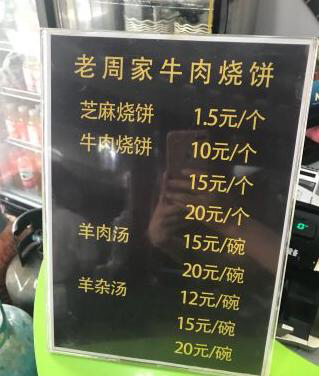 老周家牛肉烧饼
芝麻烧饼 1.5元/个
牛肉烧饼 10元/个
15元/个
20元/个
羊肉汤 15元/碗
20元/碗
羊杂汤 12元/碗
15元/碗
20元/碗